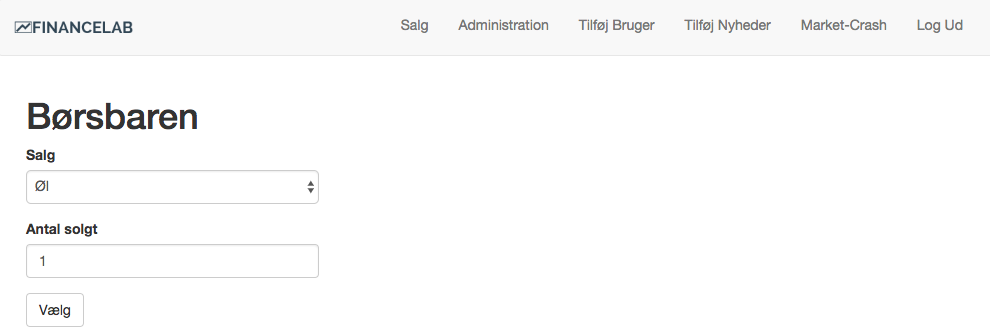 FINANCELAB Salg Administration Tilføj Bruger Tilføj Nyheder Market-Crash Log Ud
Børsbaren
Salg
Øl
Antal solgt
1
Vælg